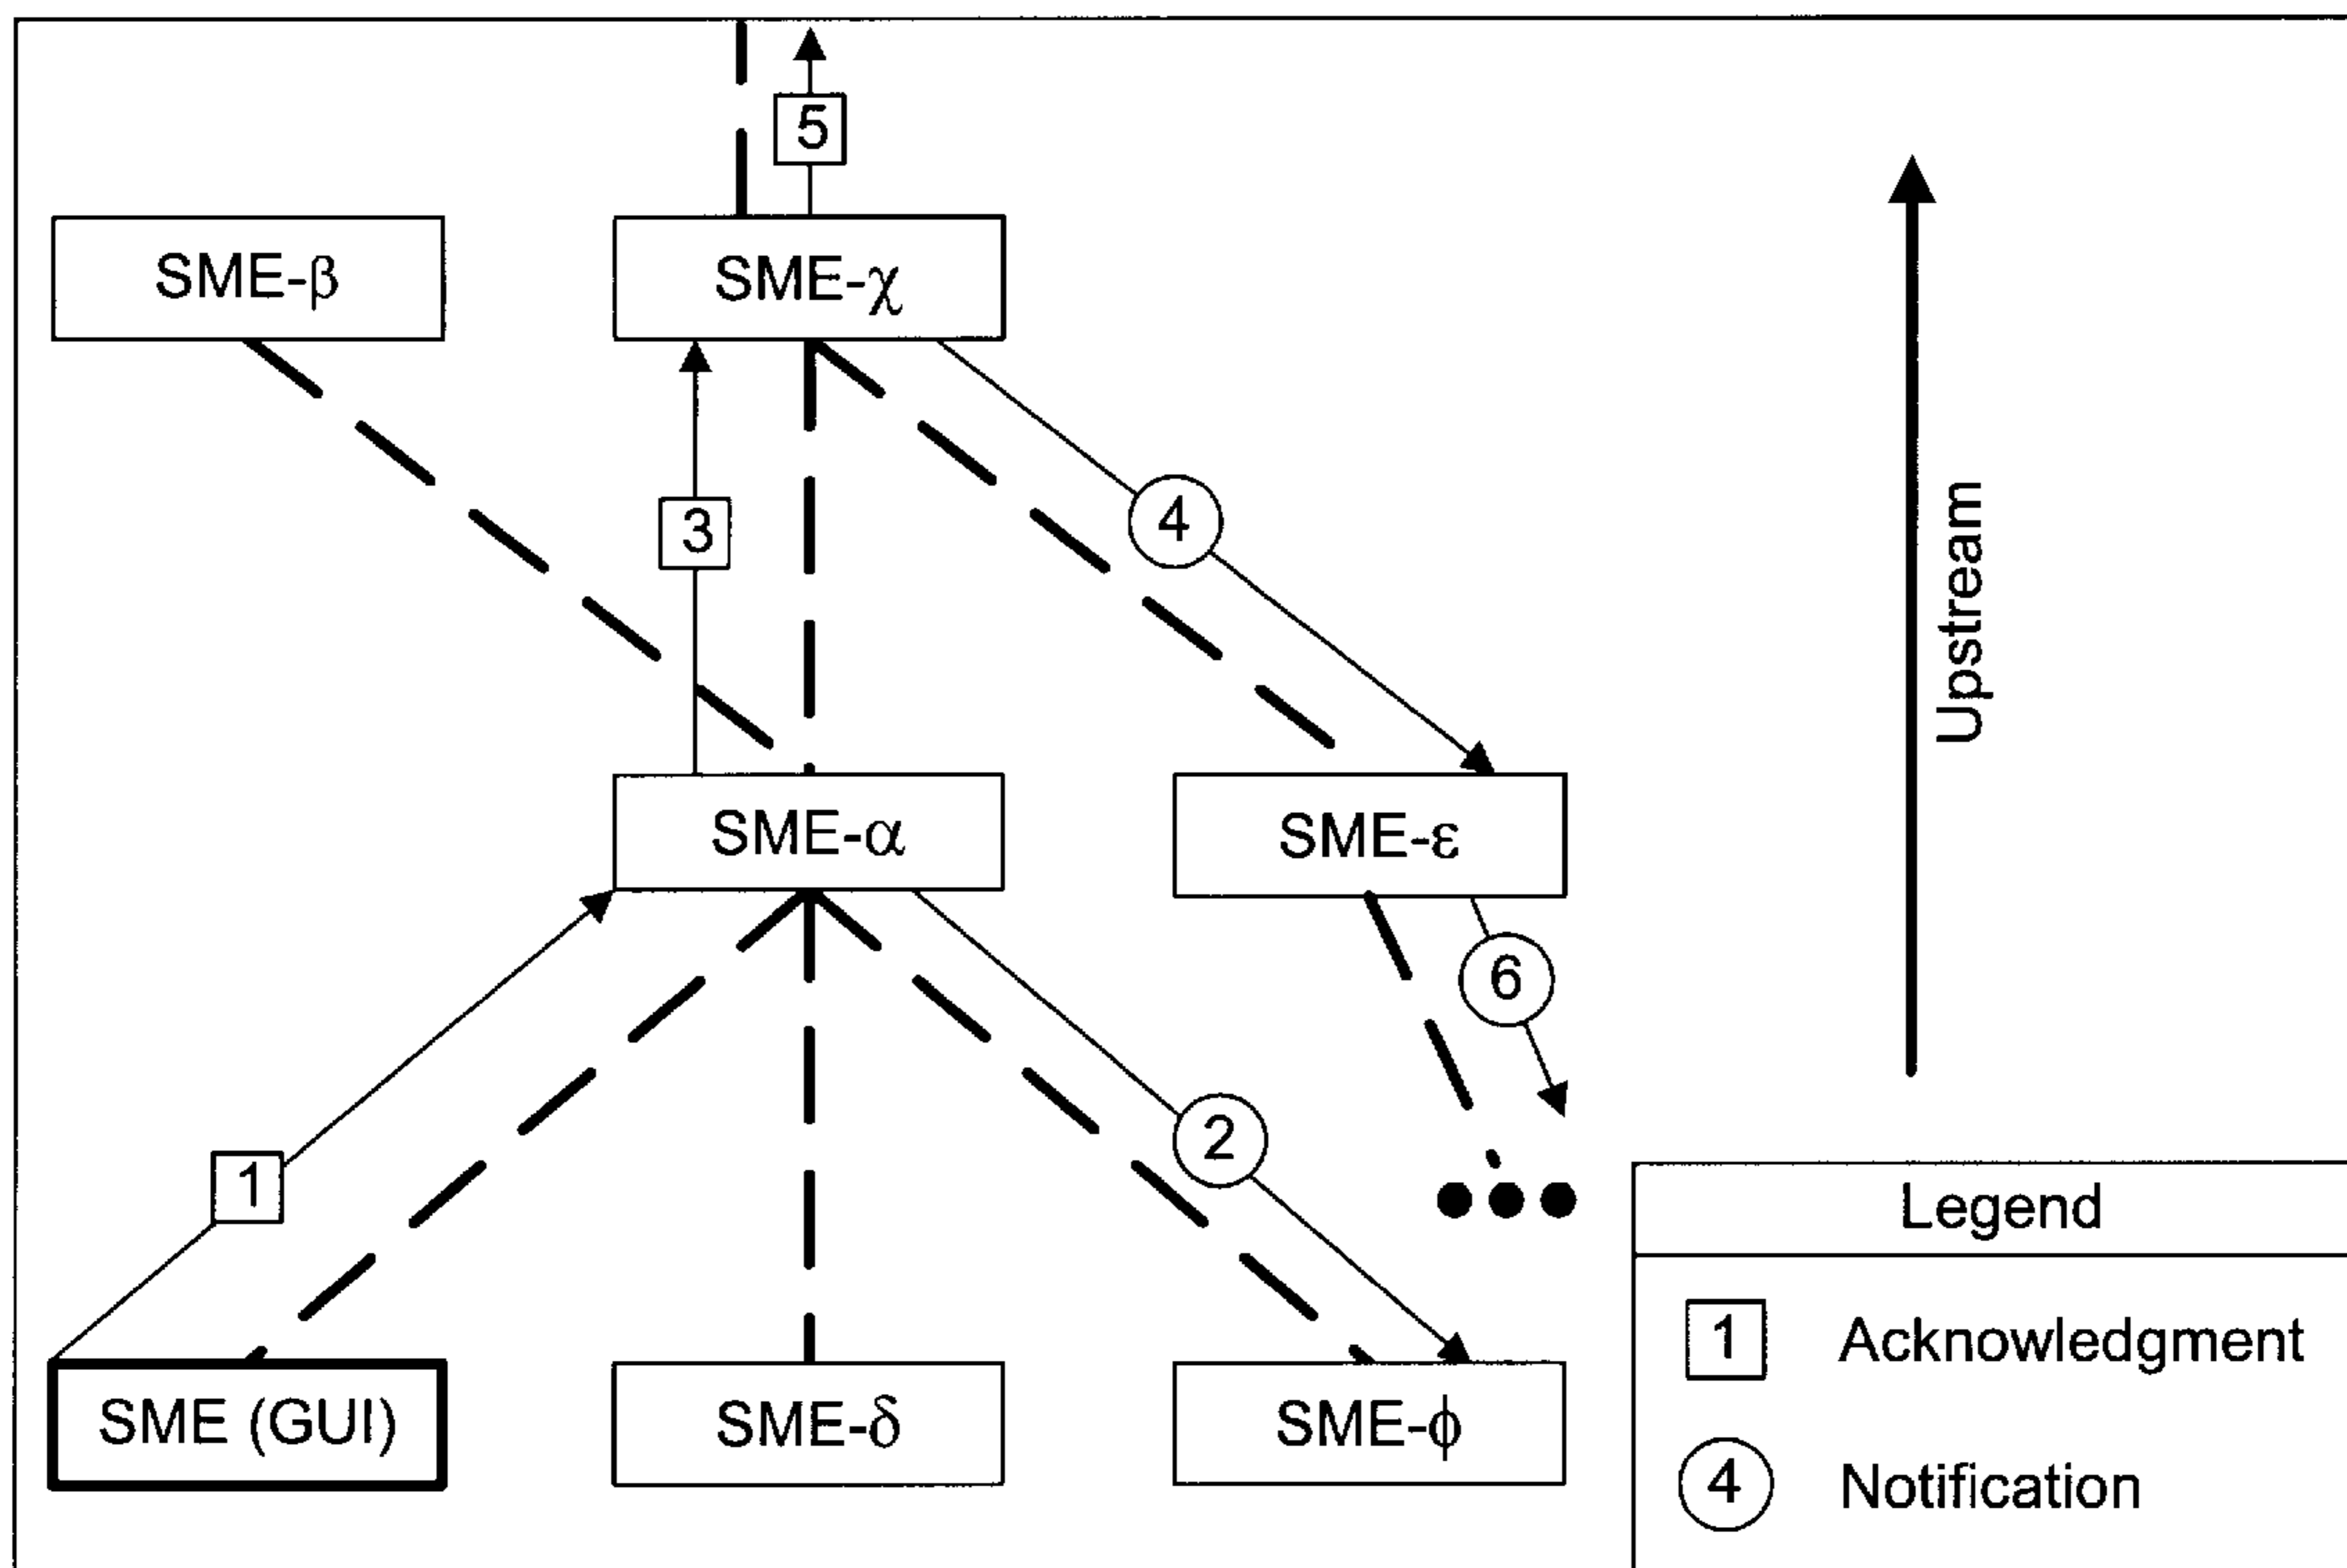 5
SME-β
SME-χ
4
3
Upstream
SME-α
SME-ε
6
2
1
Legend
1 Acknowledgment
SME (GUI)
SME-δ
SME-ϕ
4 Notification